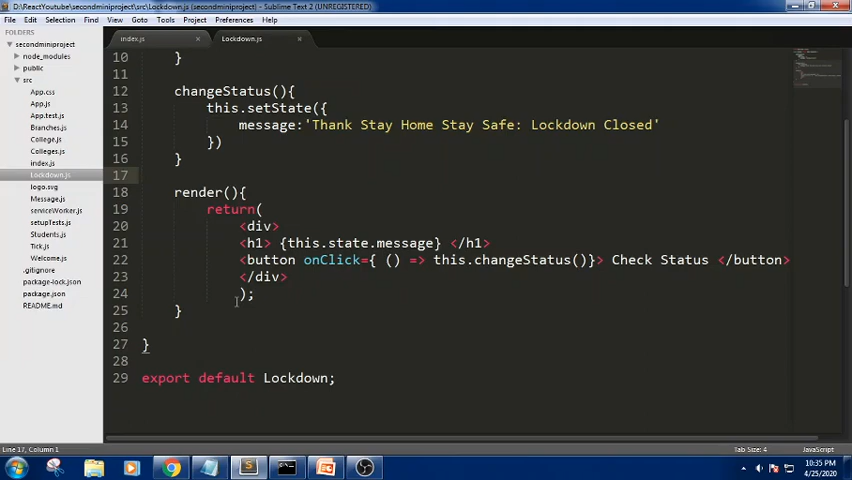 D:\ReactYoutube\secondminiproject\src\Lockdown.js (secondminiproject) - Sublime Text 2 (UNREGISTERED)
File Edit Selection Find View Goto Tools Project Preferences Help
FOLDERS
secondminiproject
node_modules
public
src
App.css
App.js
App.test.js
Branches.js
College.js
Colleges.js
index.js
Lockdown.js
logo.svg
Message.js
serviceWorker.js
setupTests.js
Students.js
Tick.js
Welcome.js
.gitignore
package-lock.json
package.json
README.md
index.js x Lockdown.js x
10 }
11
12 changeStatus(){
13 this.setState({
14 message:'Thank Stay Home Stay Safe: Lockdown Closed'
15 })
16 }
17
18 render(){
19 return(
20 <div>
21 <h1> {this.state.message} </h1>
22 <button onClick={ () => this.changeStatus()}> Check Status </button>
23 </div>
24 );
25 }
26
27 }
28
29 export default Lockdown;
Line 17, Column 1 Tab Size: 4 JavaScript
10:35 PM
4/25/2020